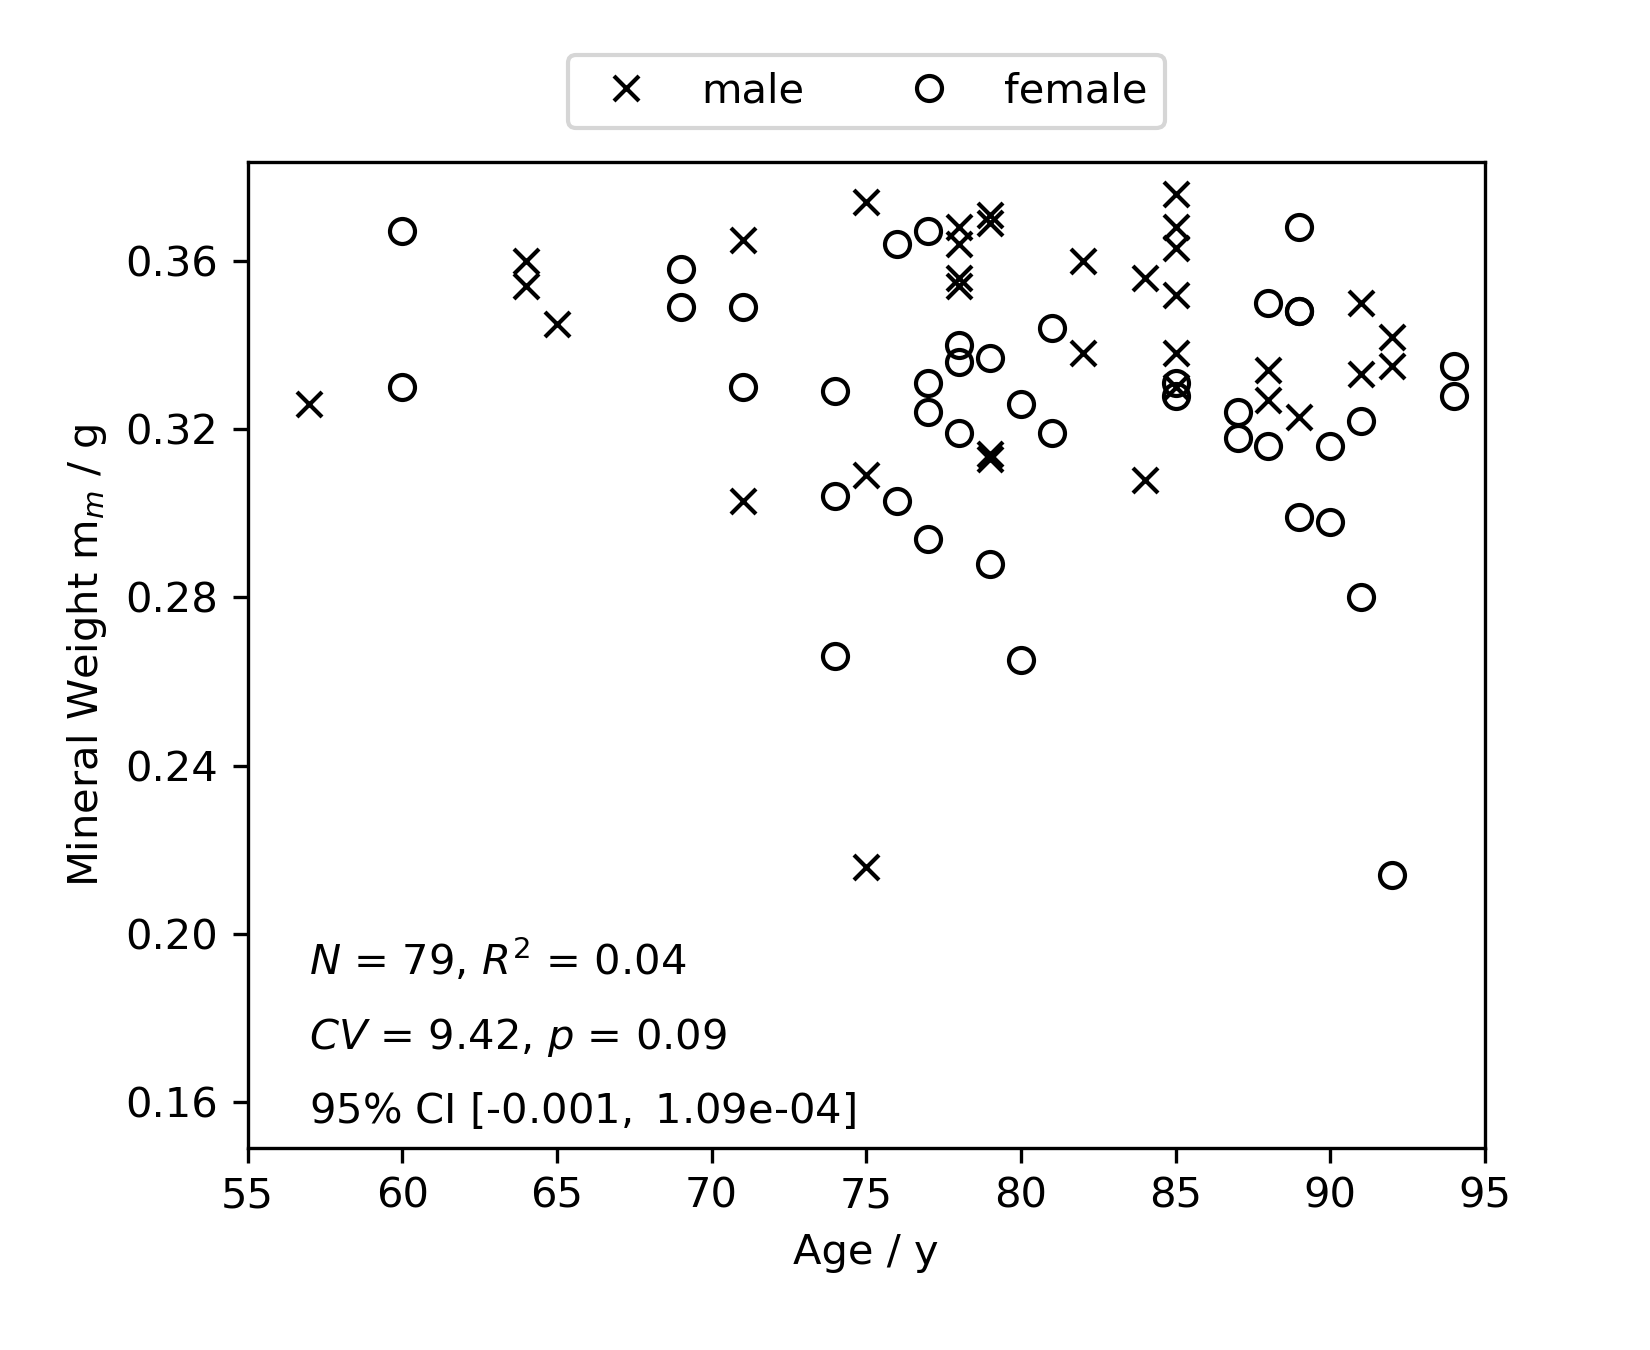 male female
0.36
0.32
0.28
0.24
0.20
0.16
Mineral Weight mₘ / g
N = 79, R² = 0.04
CV = 9.42, p = 0.09
95% CI [-0.001, 1.09e-04]
55 60 65 70 75 80 85 90 95
Age / y